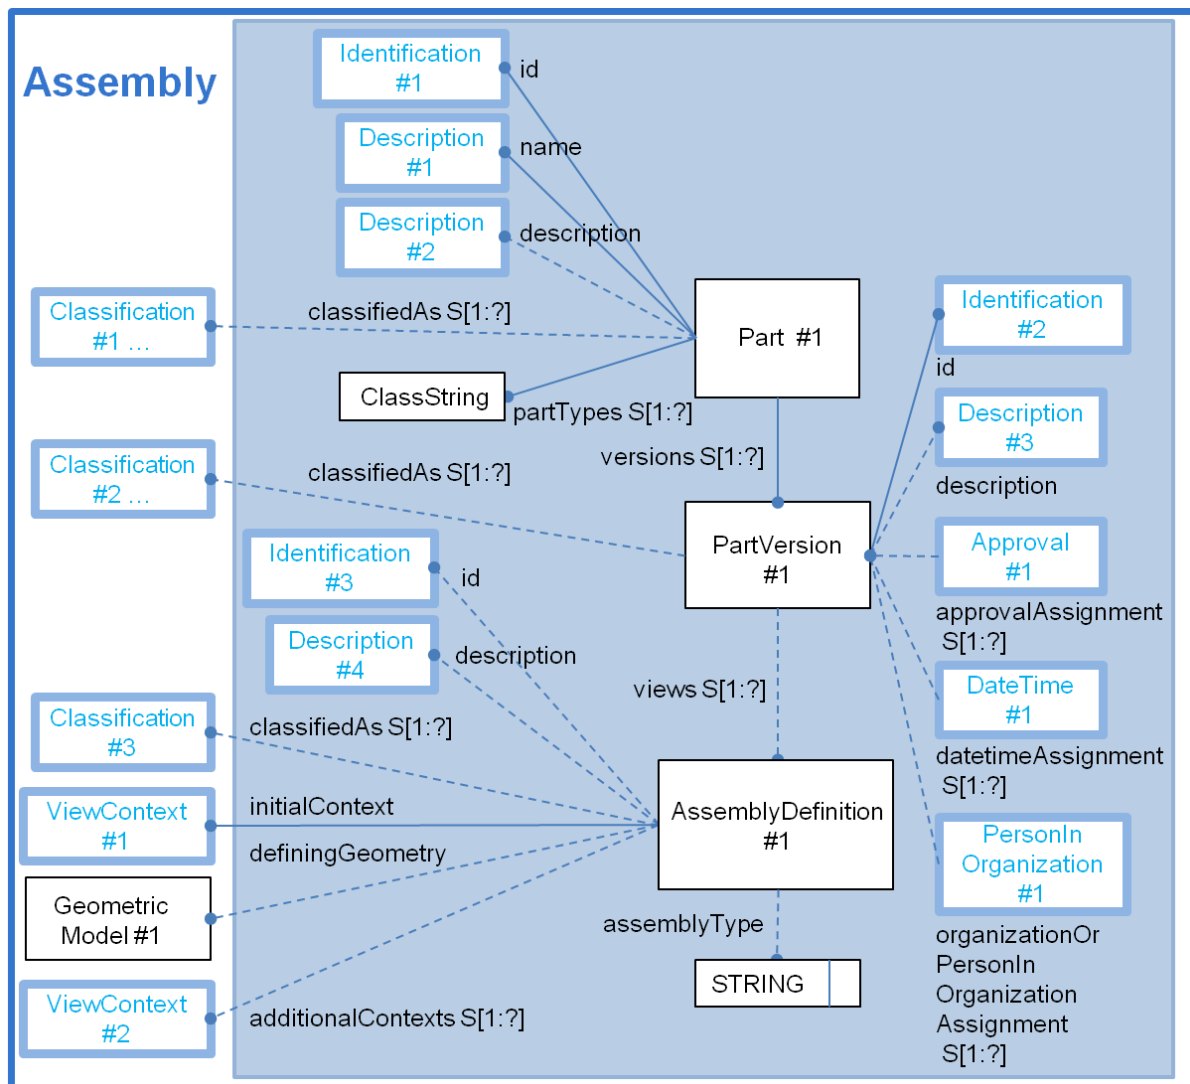 Assembly
Identification
#1
id
Description
#1
name
Description
#2
description
Classification
#1 ...
classifiedAs S[1:?]
Part #1
Identification
#2
id
ClassString
partTypes S[1:?]
Description
#3
description
versions S[1:?]
Classification
#2 ...
classifiedAs S[1:?]
PartVersion
#1
Approval
#1
approvalAssignment
S[1:?]
Identification
#3
id
Description
#4
description
views S[1:?]
DateTime
#1
datetimeAssignment
S[1:?]
Classification
#3
classifiedAs S[1:?]
ViewContext
#1
initialContext
definingGeometry
AssemblyDefinition
#1
PersonIn
Organization
#1
organizationOr
PersonIn
Organization
Assignment
S[1:?]
Geometric
Model #1
assemblyType
STRING
ViewContext
#2
additionalContexts S[1:?]